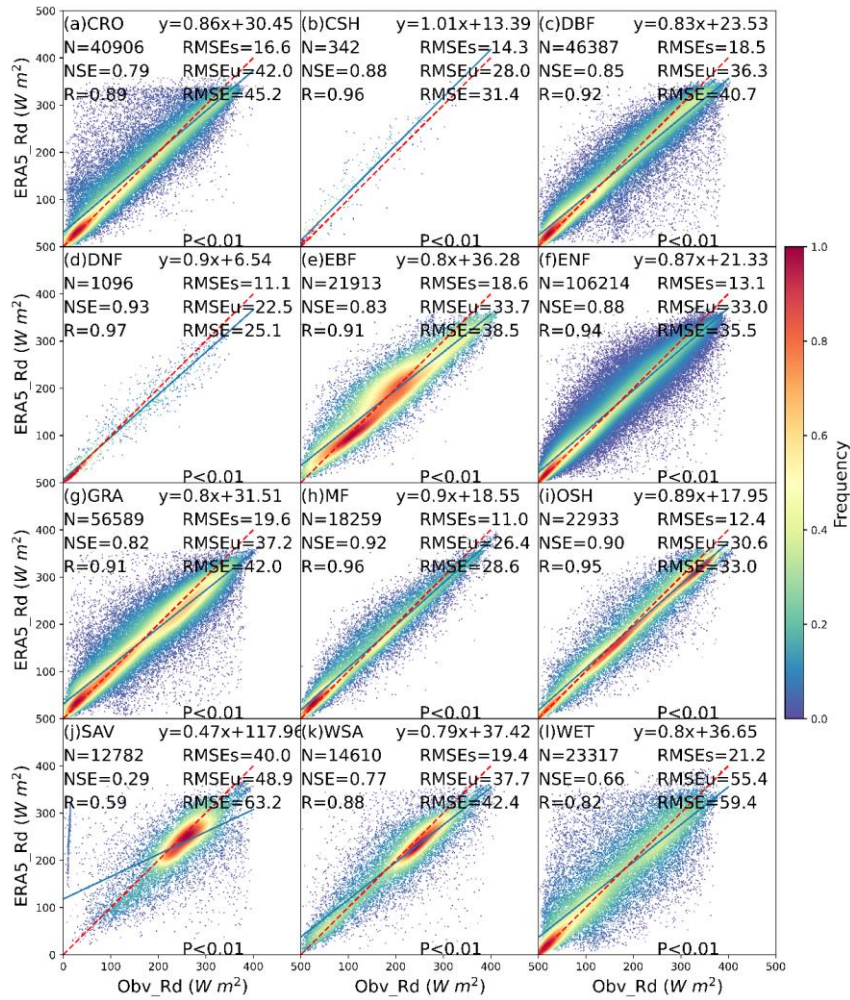 (a)CRO y=0.86x+30.45
N=40906 RMSEs=16.6
NSE=0.79 RMSEu=42.0
R=0.89 RMSE=45.2
P<0.01
(b)CSH y=1.01x+13.39
N=342 RMSEs=14.3
NSE=0.88 RMSEu=28.0
R=0.96 RMSE=31.4
P<0.01
(c)DBF y=0.83x+23.53
N=46387 RMSEs=18.5
NSE=0.85 RMSEu=36.3
R=0.92 RMSE=40.7
P<0.01
500
400
300
200
100
ERA5_Rd (W m²)
(d)DNF y=0.9x+6.54
N=1096 RMSEs=11.1
NSE=0.93 RMSEu=22.5
R=0.97 RMSE=25.1
P<0.01
(e)EBF y=0.8x+36.28
N=21913 RMSEs=18.6
NSE=0.83 RMSEu=33.7
R=0.91 RMSE=38.5
P<0.01
(f)ENF y=0.87x+21.33
N=106214 RMSEs=13.1
NSE=0.88 RMSEu=33.0
R=0.94 RMSE=35.5
P<0.01
500
400
300
200
100
ERA5_Rd (W m²)
(g)GRA y=0.8x+31.51
N=56589 RMSEs=19.6
NSE=0.82 RMSEu=37.2
R=0.91 RMSE=42.0
P<0.01
(h)MF y=0.9x+18.55
N=18259 RMSEs=11.0
NSE=0.92 RMSEu=26.4
R=0.96 RMSE=28.6
P<0.01
(i)OSH y=0.89x+17.95
N=22933 RMSEs=12.4
NSE=0.90 RMSEu=30.6
R=0.95 RMSE=33.0
P<0.01
500
400
300
200
100
ERA5_Rd (W m²)
(j)SAV y=0.47x+117.96
N=12782 RMSEs=40.0
NSE=0.29 RMSEu=48.9
R=0.59 RMSE=63.2
P<0.01
(k)WSA y=0.79x+37.42
N=14610 RMSEs=19.4
NSE=0.77 RMSEu=37.7
R=0.88 RMSE=42.4
P<0.01
(l)WET y=0.8x+36.65
N=23317 RMSEs=21.2
NSE=0.66 RMSEu=55.4
R=0.82 RMSE=59.4
P<0.01
500
400
300
200
100
0
ERA5_Rd (W m²)
0 100 200 300 400 500 100 200 300 400 500 100 200 300 400 500
Obv_Rd (W m²) Obv_Rd (W m²) Obv_Rd (W m²)
1.0
0.8
0.6
0.4
0.2
0.0
Frequency